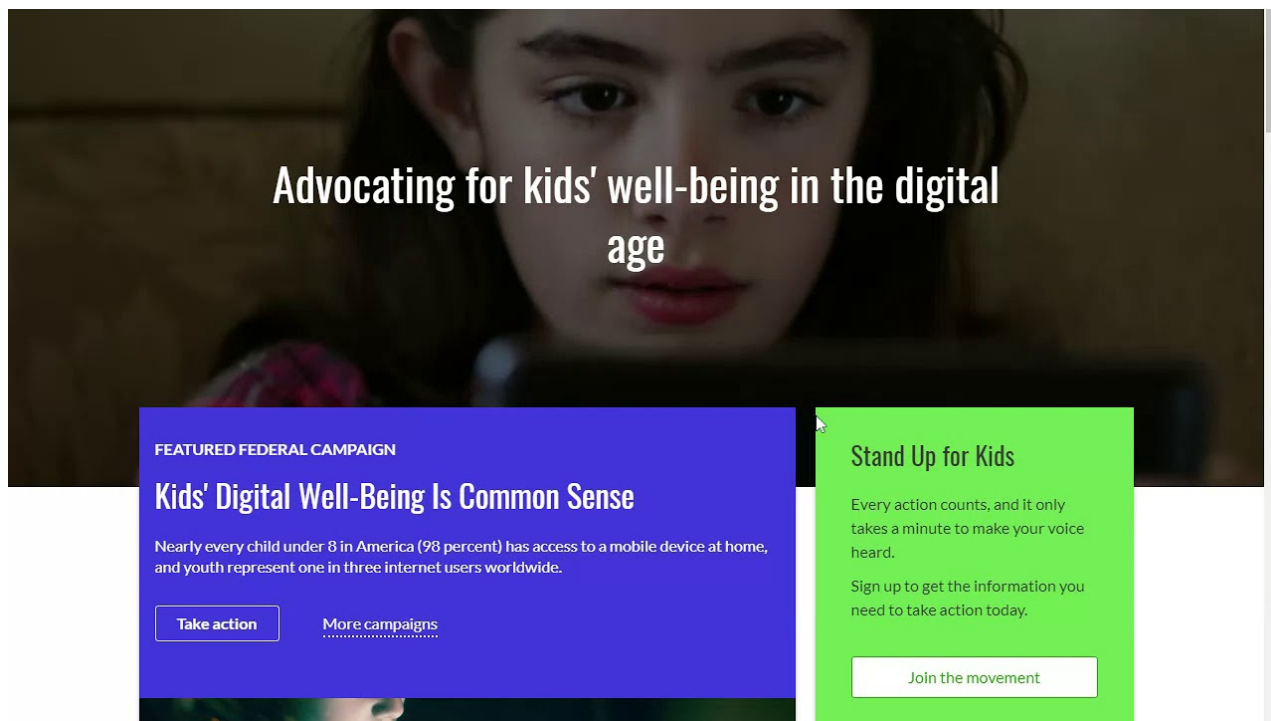 Advocating for kids' well-being in the digital
age
FEATURED FEDERAL CAMPAIGN
Kids' Digital Well-Being Is Common Sense
Nearly every child under 8 in America (98 percent) has access to a mobile device at home,
and youth represent one in three internet users worldwide.
Take action
More campaigns
Stand Up for Kids
Every action counts, and it only
takes a minute to make your voice
heard.
Sign up to get the information you
need to take action today.
Join the movement